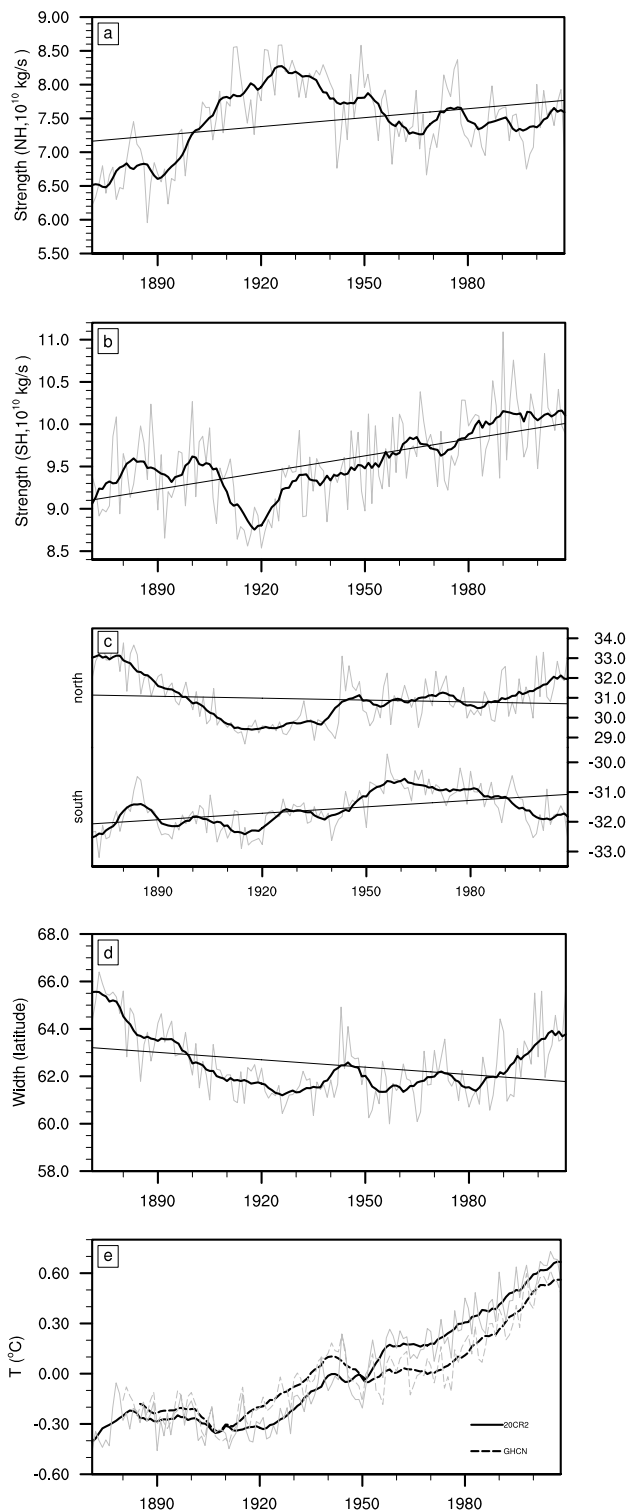 a
Strength (NH,10¹⁰ kg/s )
9.00
8.50
8.00
7.50
7.00
6.50
6.00
5.50
1890 1920 1950 1980
b
Strength (SH,10¹⁰ kg/s )
11.0
10.5
10.0
9.5
9.0
8.5
1890 1920 1950 1980
c
north
south
34.0
33.0
32.0
31.0
30.0
29.0
-30.0
-31.0
-32.0
-33.0
1890 1920 1950 1980
d
Width (latitude)
68.0
66.0
64.0
62.0
60.0
58.0
1890 1920 1950 1980
e
T (°C)
0.60
0.30
0.00
-0.30
-0.60
20CR2
GHCN
1890 1920 1950 1980